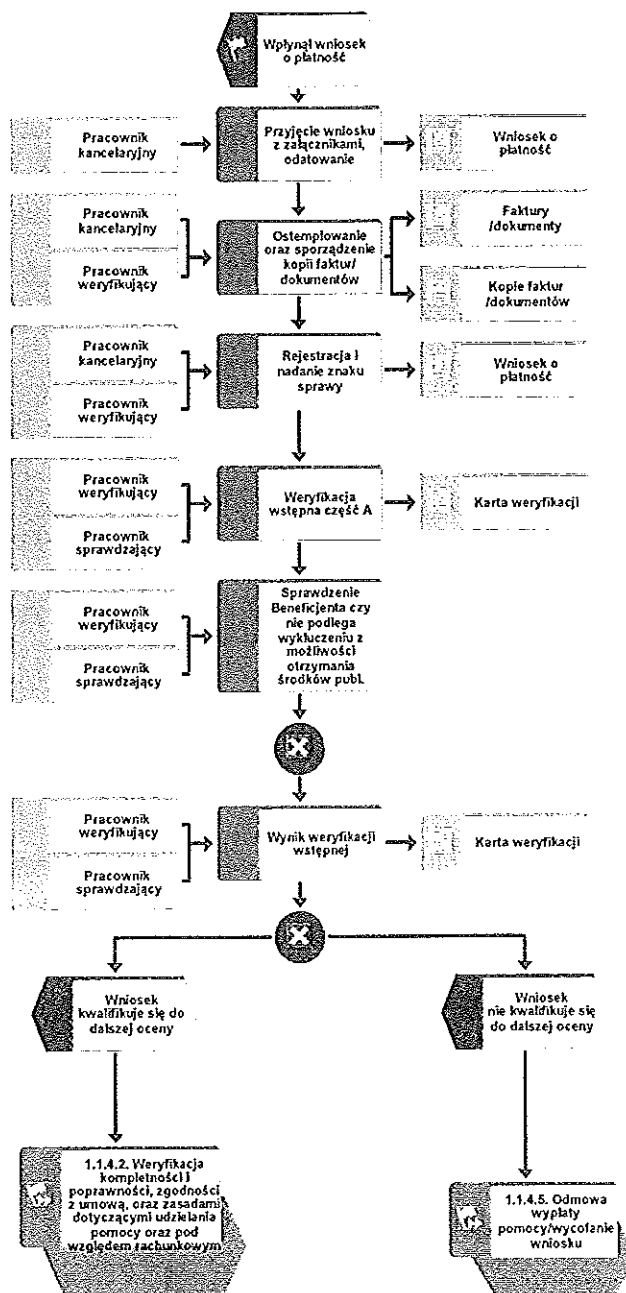 Wpłynął wniosek
o płatność
Pracownik
kancelaryjny
Przyjęcie wniosku
z załącznikami,
odatowanie
Wniosek o
płatność
Pracownik
kancelaryjny
Pracownik
weryfikujący
Ostemplowanie
oraz sporządzenie
kopii faktur/
dokumentów
Faktury
/dokumenty
Kopie faktur
/dokumentów
Pracownik
kancelaryjny
Pracownik
weryfikujący
Rejestracja i
nadanie znaku
sprawy
Wniosek o
płatność
Pracownik
weryfikujący
Pracownik
sprawdzający
Weryfikacja
wstępna część A
Karta weryfikacji
Pracownik
weryfikujący
Pracownik
sprawdzający
Sprawdzenie
Beneficjenta czy
nie podlega
wykluczeniu z
możliwości
otrzymania
środków publ.
Pracownik
weryfikujący
Pracownik
sprawdzający
Wynik weryfikacji
wstępnej
Karta weryfikacji
Wniosek
kwalifikuje się do
dalszej oceny
Wniosek
nie kwalifikuje się
do dalszej oceny
1.1.4.2. Weryfikacja
kompletności i
poprawności, zgodności
z umową, oraz zasadami
dotyczącymi udzielania
pomocy oraz pod
względem rachunkowym
1.1.4.5. Odmowa
wypłaty
pomocy/wycofanie
wniosku